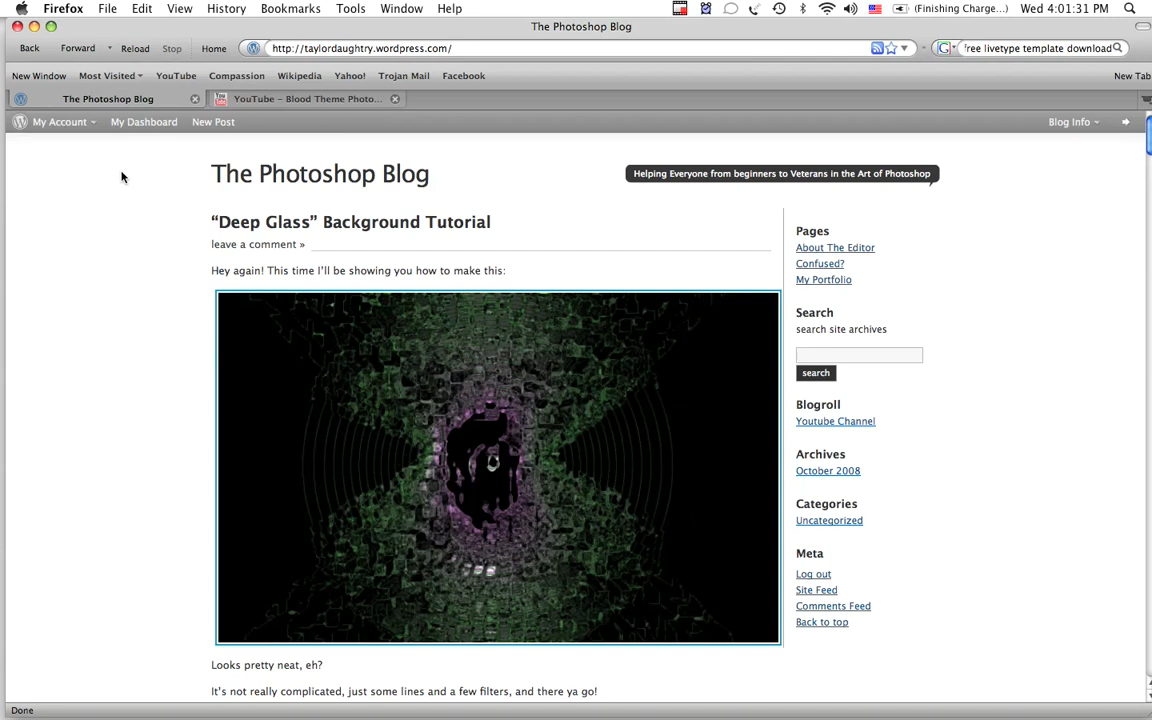 Firefox File Edit View History Bookmarks Tools Window Help (Finishing Charge...) Wed 4:01:31 PM
The Photoshop Blog
Back Forward Reload Stop Home http://taylordaughtry.wordpress.com/ free livetype template download
New Window Most Visited YouTube Compassion Wikipedia Yahoo! Trojan Mail Facebook New Tab
The Photoshop Blog YouTube - Blood Theme Photo...
My Account My Dashboard New Post Blog Info
The Photoshop Blog
Helping Everyone from beginners to Veterans in the Art of Photoshop
“Deep Glass” Background Tutorial
leave a comment »
Hey again! This time I'll be showing you how to make this:
Looks pretty neat, eh?
It's not really complicated, just some lines and a few filters, and there ya go!
Pages
About The Editor
Confused?
My Portfolio
Search
search site archives
search
Blogroll
Youtube Channel
Archives
October 2008
Categories
Uncategorized
Meta
Log out
Site Feed
Comments Feed
Back to top
Done